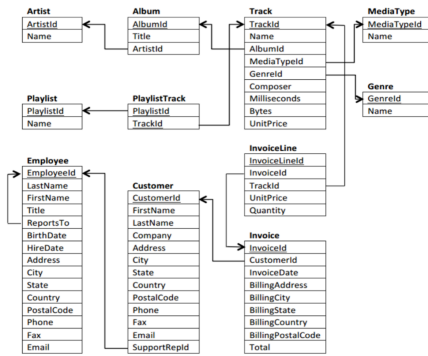 Artist
ArtistId
Name
Album
AlbumId
Title
ArtistId
Track
TrackId
Name
AlbumId
MediaTypeId
GenreId
Composer
Milliseconds
Bytes
UnitPrice
MediaType
MediaTypeId
Name
Genre
GenreId
Name
Playlist
PlaylistId
Name
PlaylistTrack
PlaylistId
TrackId
InvoiceLine
InvoiceLineId
InvoiceId
TrackId
UnitPrice
Quantity
Employee
EmployeeId
LastName
FirstName
Title
ReportsTo
BirthDate
HireDate
Address
City
State
Country
PostalCode
Phone
Fax
Email
Customer
CustomerId
FirstName
LastName
Company
Address
City
State
Country
PostalCode
Phone
Fax
Email
SupportRepId
Invoice
InvoiceId
CustomerId
InvoiceDate
BillingAddress
BillingCity
BillingState
BillingCountry
BillingPostalCode
Total